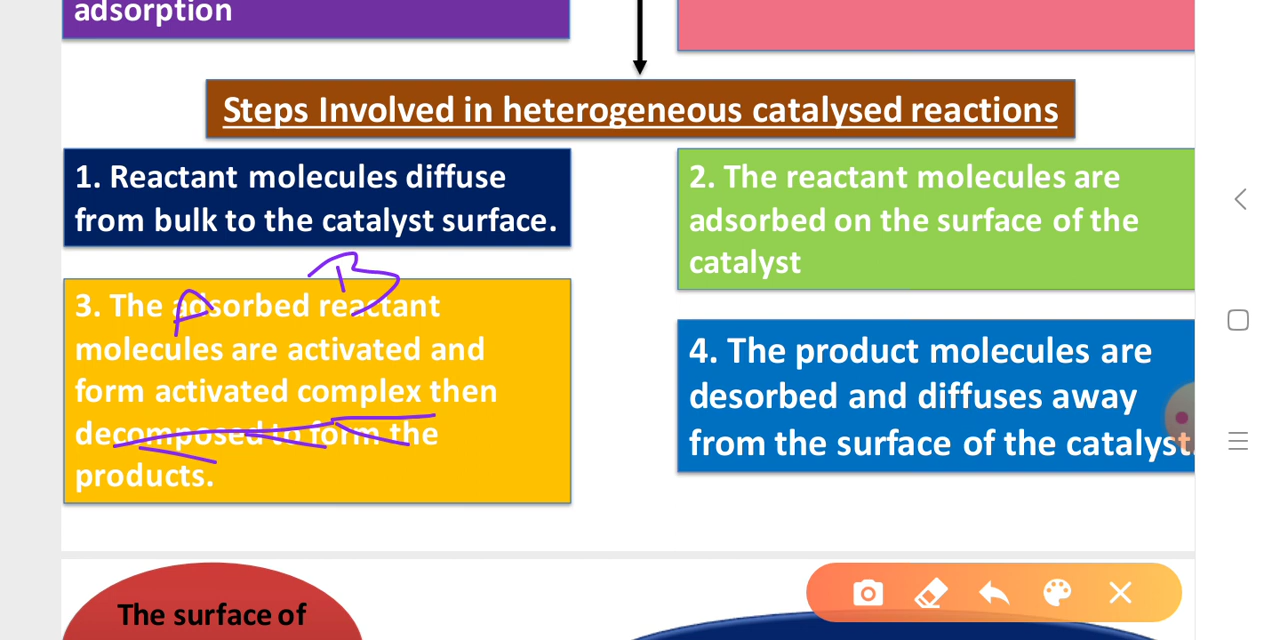 adsorption
Steps Involved in heterogeneous catalysed reactions
1. Reactant molecules diffuse
from bulk to the catalyst surface.
2. The reactant molecules are
adsorbed on the surface of the
catalyst
A B
3. The adsorbed reactant
molecules are activated and
form activated complex then
decomposed to form the
products.
4. The product molecules are
desorbed and diffuses away
from the surface of the catalyst.
The surface of